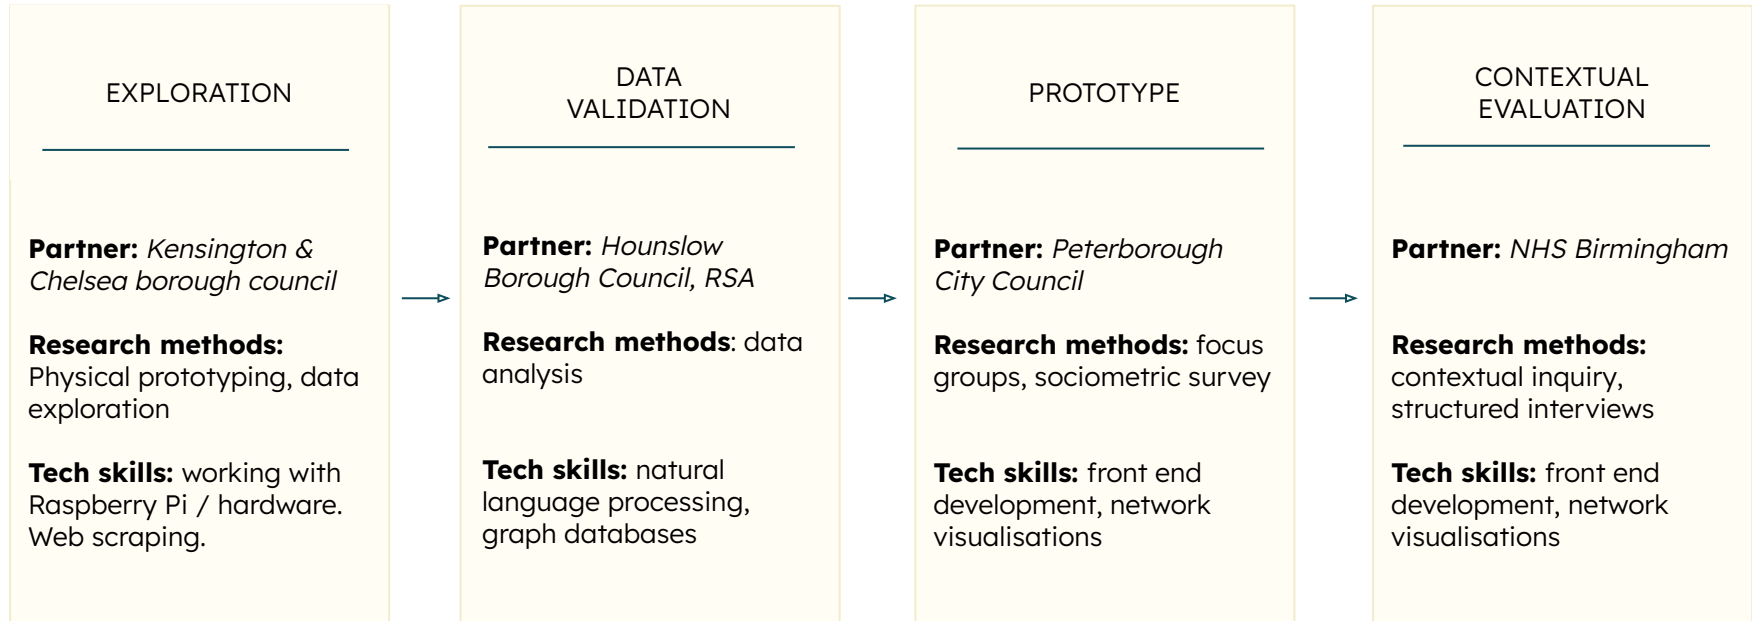 EXPLORATION
Partner: Kensington &
Chelsea borough council
Research methods:
Physical prototyping, data
exploration
Tech skills: working with
Raspberry Pi / hardware.
Web scraping.
DATA
VALIDATION
Partner: Hounslow
Borough Council, RSA
Research methods: data
analysis
Tech skills: natural
language processing,
graph databases
PROTOTYPE
Partner: Peterborough
City Council
Research methods: focus
groups, sociometric survey
Tech skills: front end
development, network
visualisations
CONTEXTUAL
EVALUATION
Partner: NHS Birmingham
Research methods:
contextual inquiry,
structured interviews
Tech skills: front end
development, network
visualisations